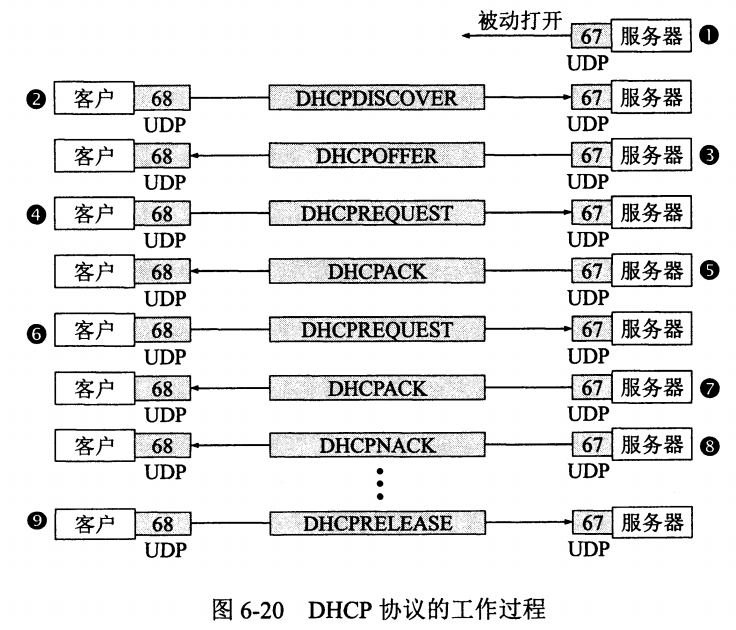 被动打开 67 服务器 ❶
UDP
❷ 客户 68 DHCPDISCOVER 67 服务器
UDP UDP
客户 68 DHCPOFFER 67 服务器 ❸
UDP UDP
❹ 客户 68 DHCPREQUEST 67 服务器
UDP UDP
客户 68 DHCPACK 67 服务器 ❺
UDP UDP
❻ 客户 68 DHCPREQUEST 67 服务器
UDP UDP
客户 68 DHCPACK 67 服务器 ❼
UDP UDP
客户 68 DHCPNACK 67 服务器 ❽
UDP UDP
❾ 客户 68 DHCPRELEASE 67 服务器
UDP UDP
图 6-20 DHCP 协议的工作过程